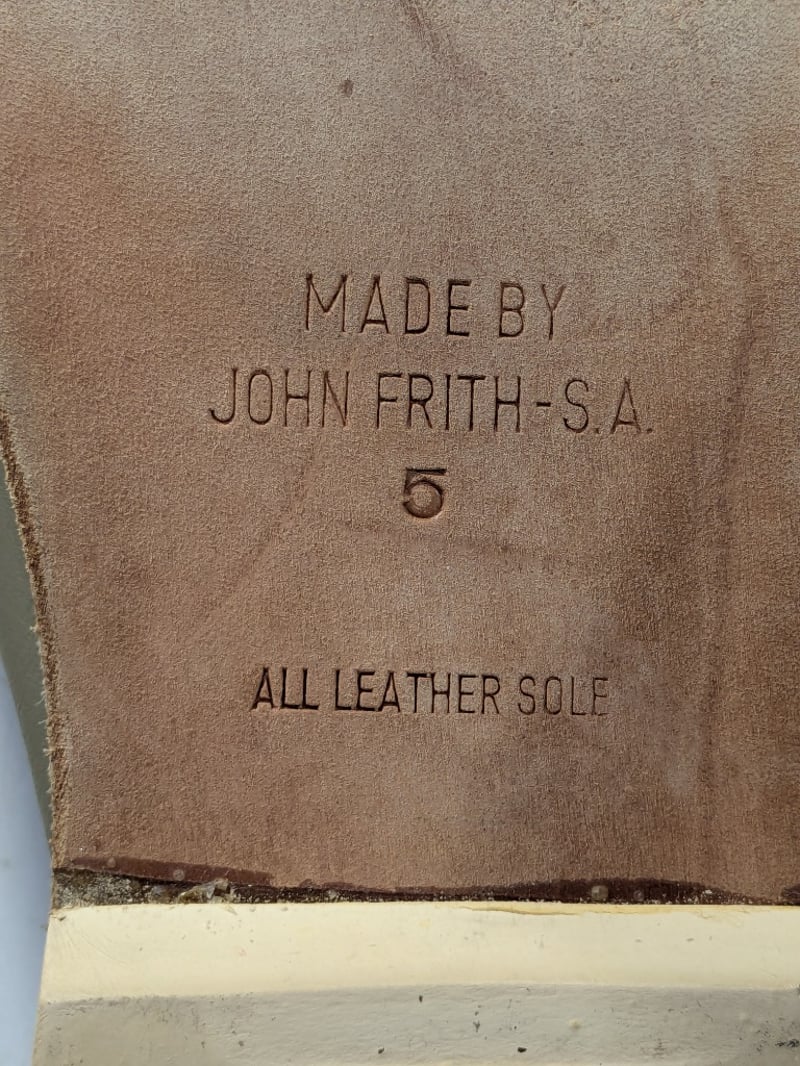 MADE BY
JOHN FRITH-S.A.
5
ALL LEATHER SOLE